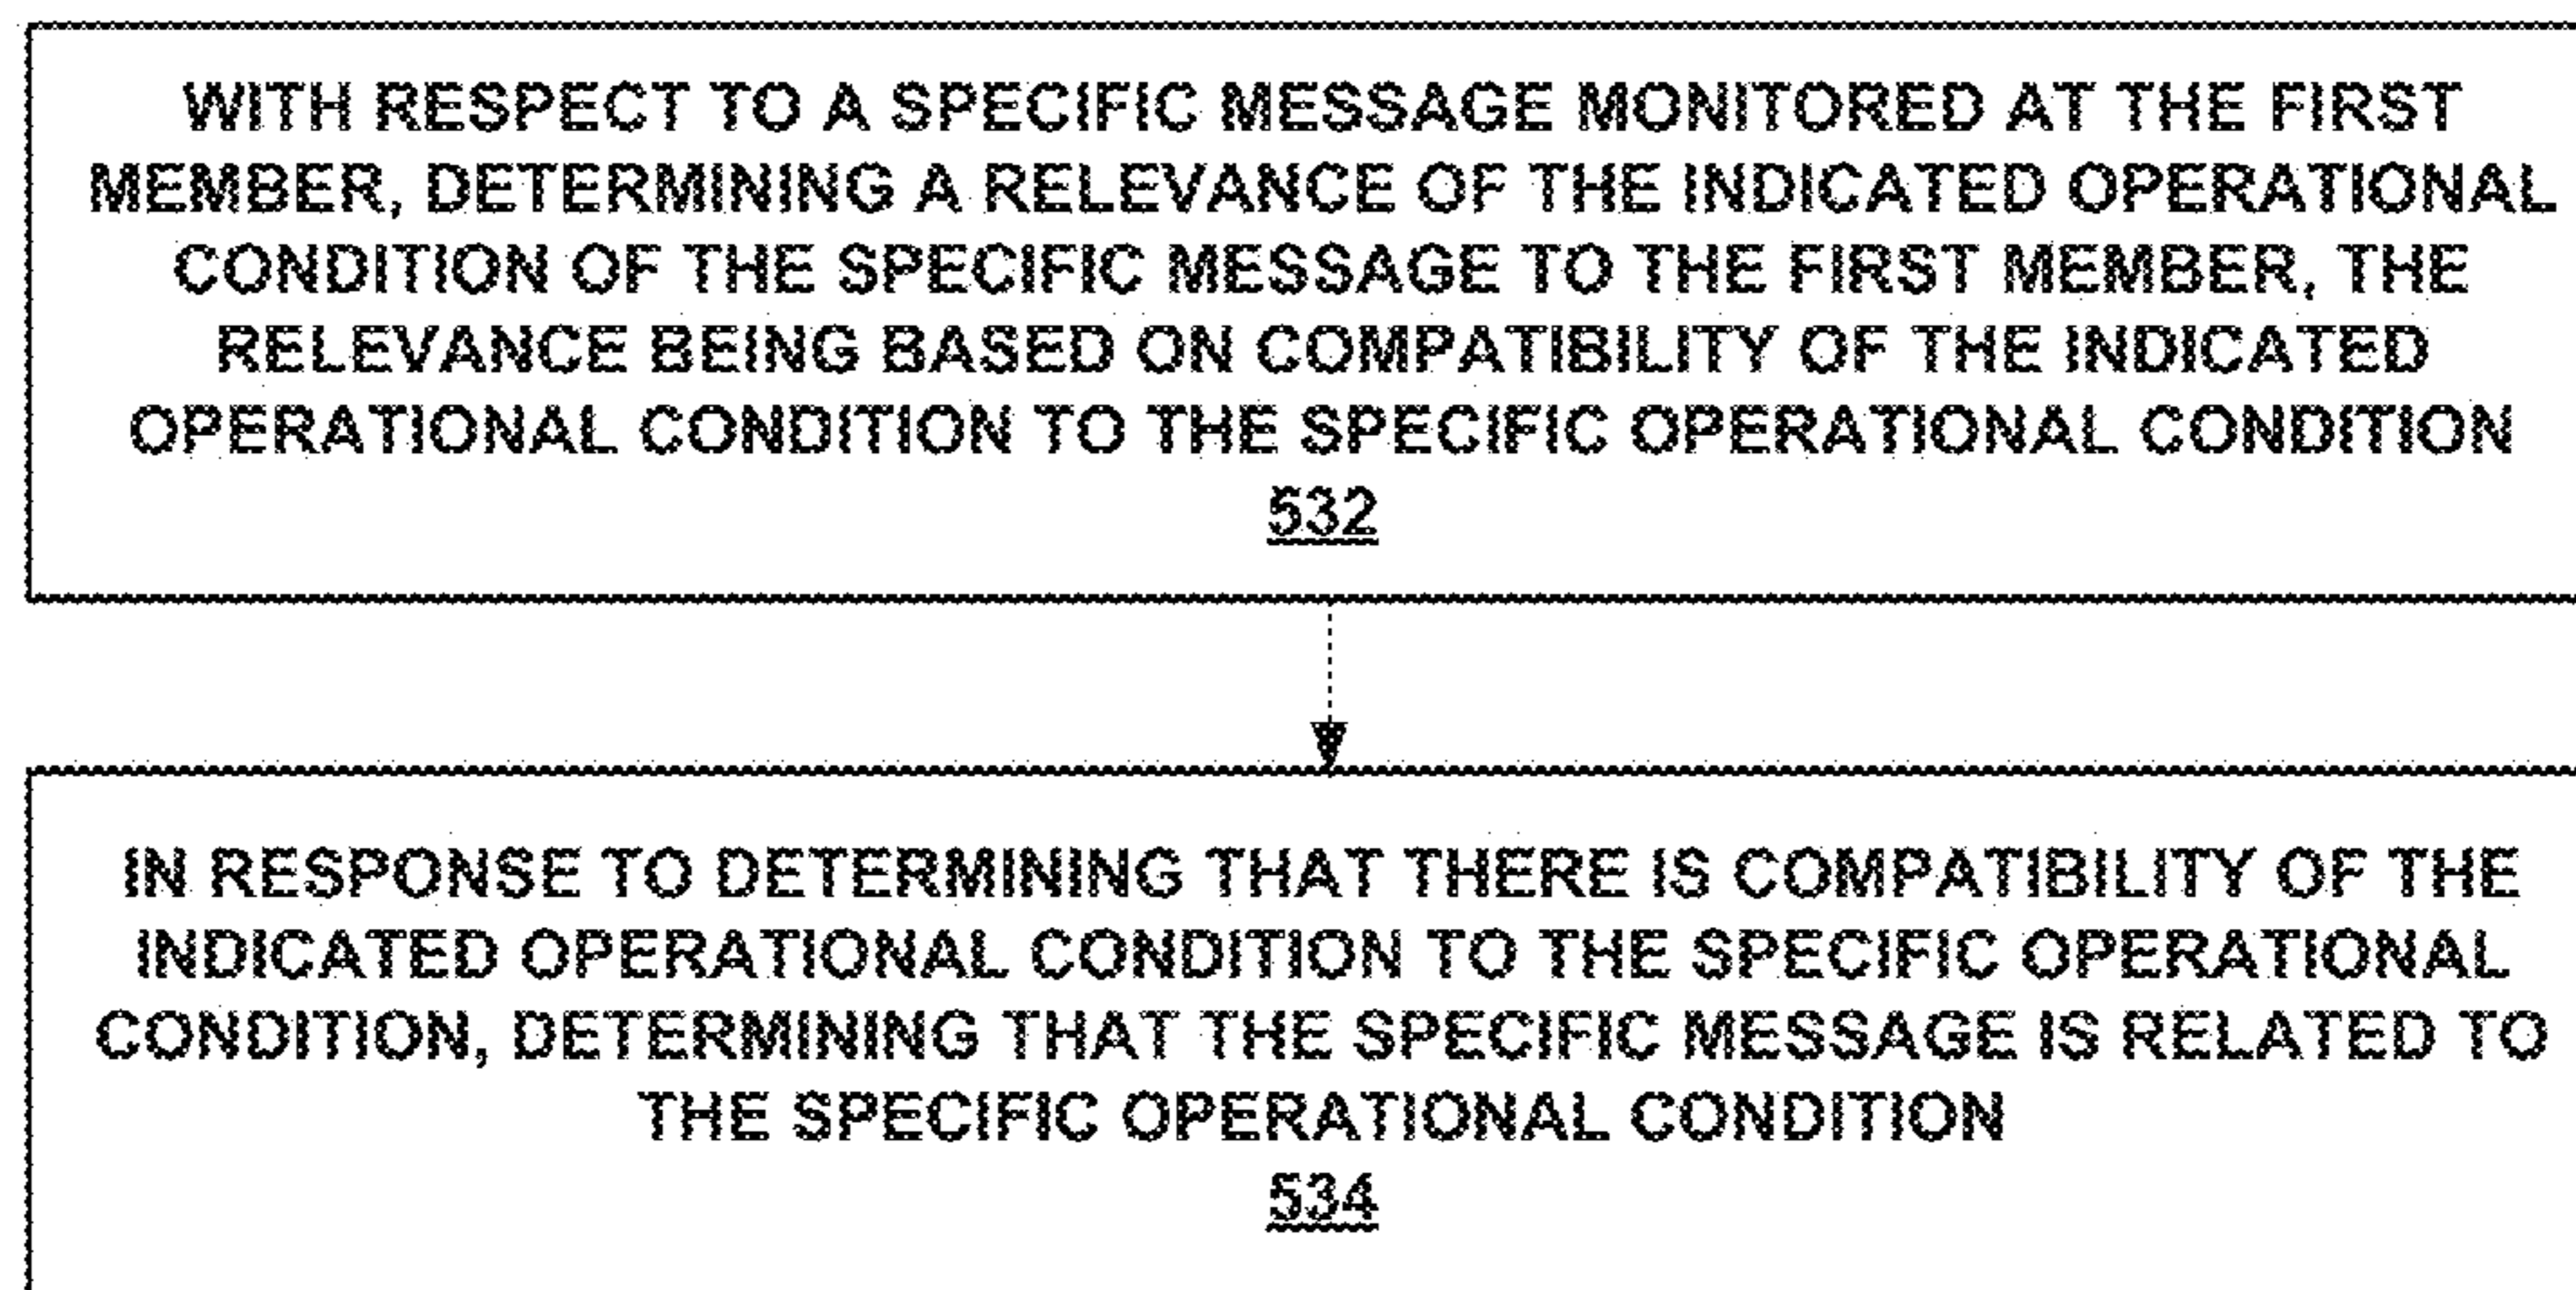 WITH RESPECT TO A SPECIFIC MESSAGE MONITORED AT THE FIRST
MEMBER, DETERMINING A RELEVANCE OF THE INDICATED OPERATIONAL
CONDITION OF THE SPECIFIC MESSAGE TO THE FIRST MEMBER, THE
RELEVANCE BEING BASED ON COMPATIBILITY OF THE INDICATED
OPERATIONAL CONDITION TO THE SPECIFIC OPERATIONAL CONDITION
532
IN RESPONSE TO DETERMINING THAT THERE IS COMPATIBILITY OF THE
INDICATED OPERATIONAL CONDITION TO THE SPECIFIC OPERATIONAL
CONDITION, DETERMINING THAT THE SPECIFIC MESSAGE IS RELATED TO
THE SPECIFIC OPERATIONAL CONDITION
534